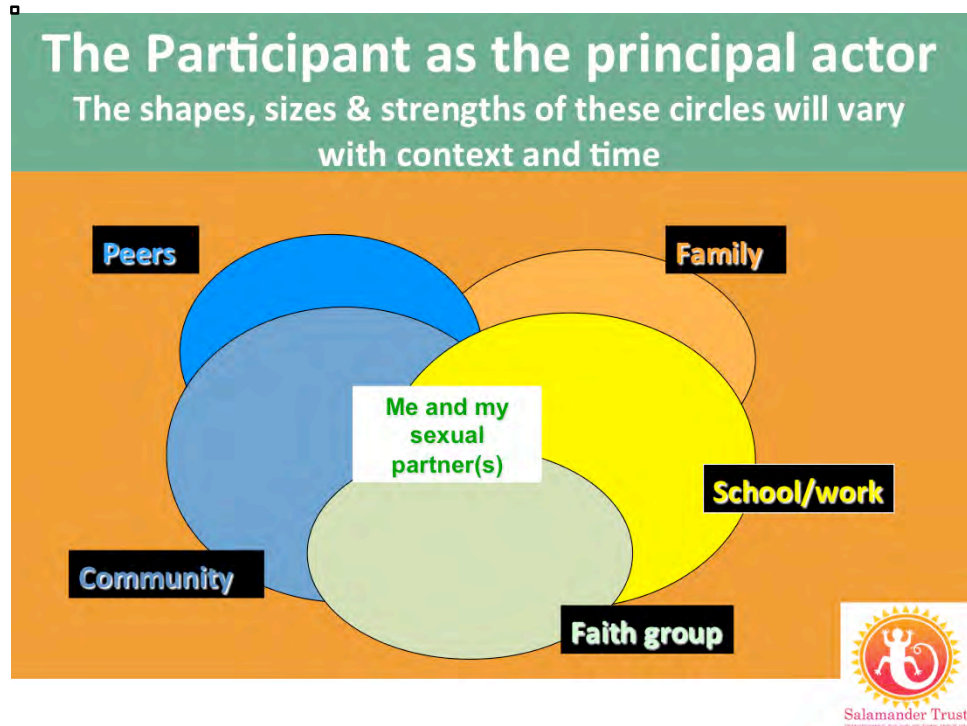 The Participant as the principal actor
The shapes, sizes & strengths of these circles will vary
with context and time
Peers
Family
Me and my
sexual
partner(s)
School/work
Community
Faith group
Salamander Trust